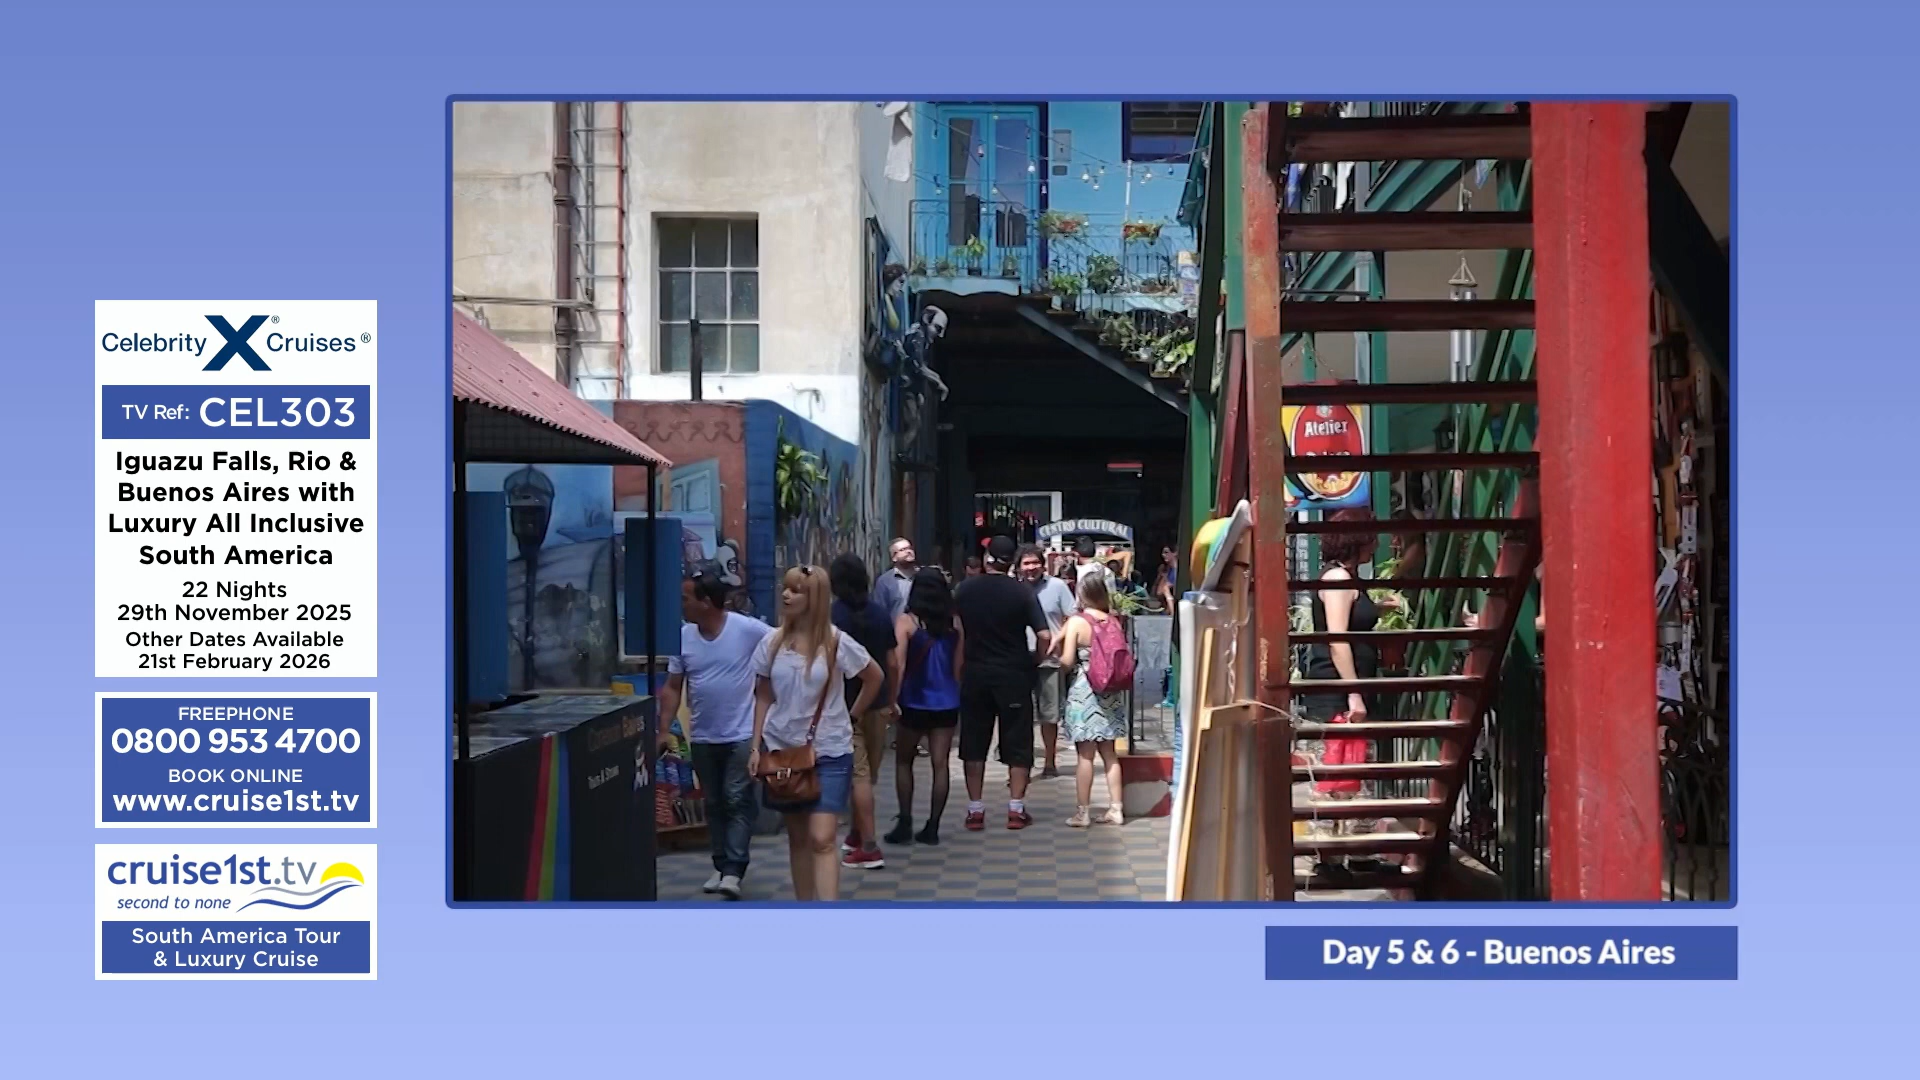 Celebrity X Cruises®
TV Ref: CEL303
Iguazu Falls, Rio &
Buenos Aires with
Luxury All Inclusive
South America
22 Nights
29th November 2025
Other Dates Available
21st February 2026
FREEPHONE
0800 953 4700
BOOK ONLINE
www.cruise1st.tv
cruise1st.tv
second to none
South America Tour
& Luxury Cruise
Atelier
CENTRO CULTURAL
Day 5 & 6 - Buenos Aires